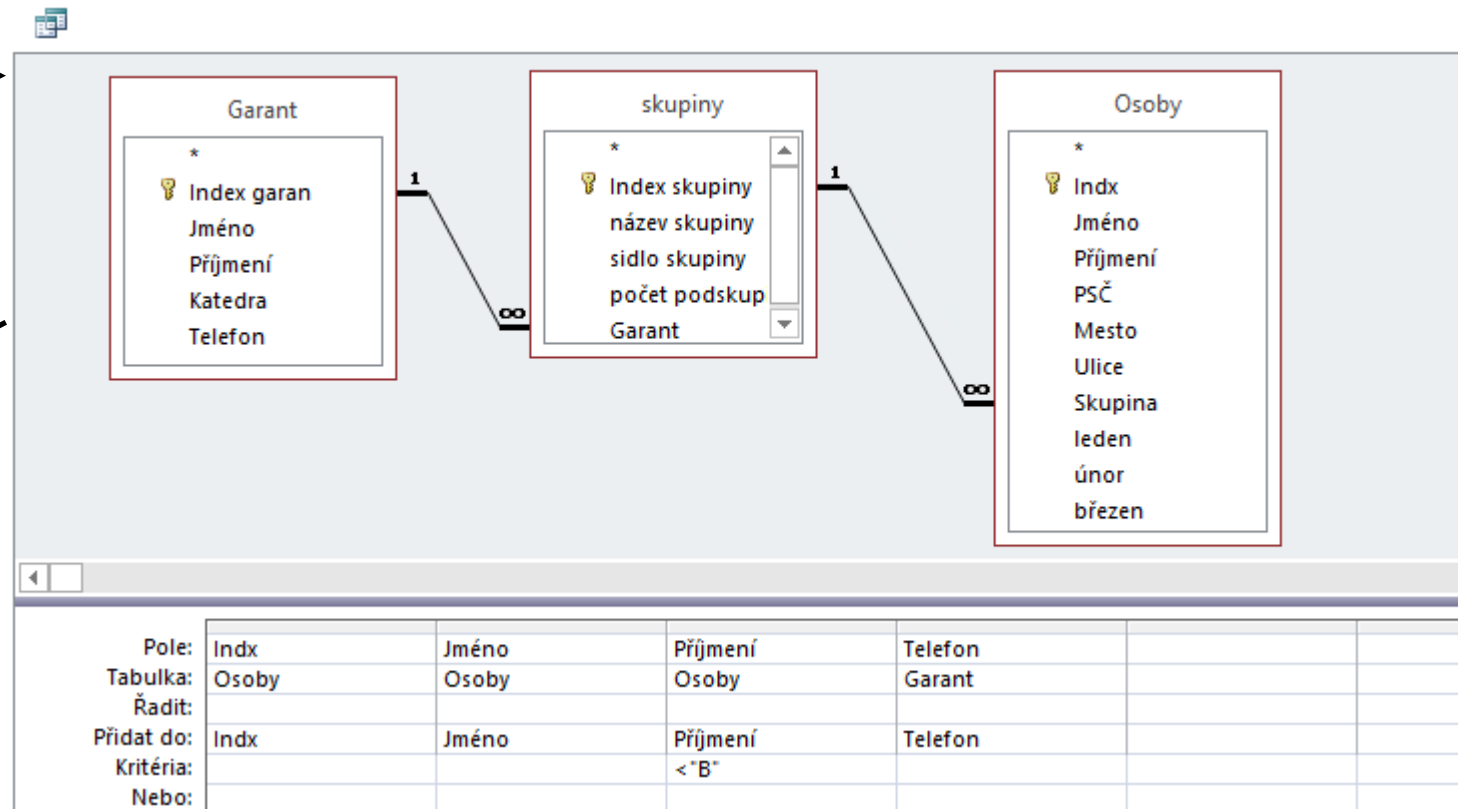 Garant
*
Index garan
Jméno
Příjmení
Katedra
Telefon
1
∞
skupiny
*
Index skupiny
název skupiny
sidlo skupiny
počet podskup
Garant
1
∞
Osoby
*
Indx
Jméno
Příjmení
PSČ
Mesto
Ulice
Skupina
leden
únor
březen
Pole: Indx Jméno Příjmení Telefon
Tabulka: Osoby Osoby Osoby Garant
Řadit:
Přidat do: Indx Jméno Příjmení Telefon
Kritéria: <"B"
Nebo: